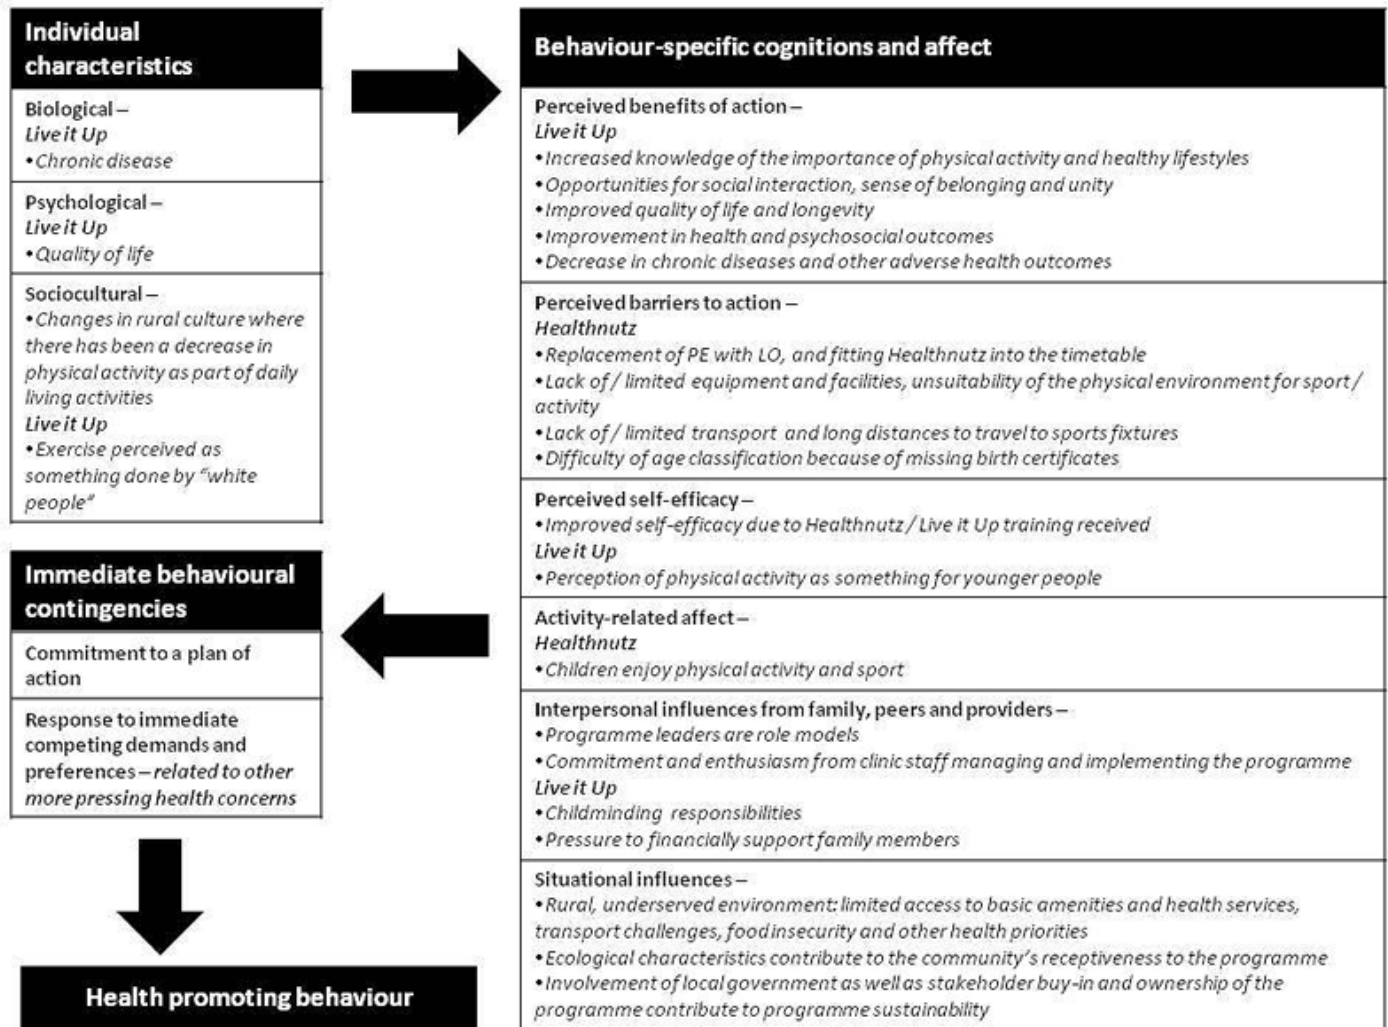 Individual
characteristics
Biological –
Live it Up
•Chronic disease
Psychological –
Live it Up
•Quality of life
Sociocultural –
•Changes in rural culture where
there has been a decrease in
physical activity as part of daily
living activities
Live it Up
•Exercise perceived as
something done by “white
people”
Behaviour-specific cognitions and affect
Perceived benefits of action –
Live it Up
•Increased knowledge of the importance of physical activity and healthy lifestyles
•Opportunities for social interaction, sense of belonging and unity
•Improved quality of life and longevity
•Improvement in health and psychosocial outcomes
•Decrease in chronic diseases and other adverse health outcomes
Perceived barriers to action –
Healthnutz
•Replacement of PE with LO, and fitting Healthnutz into the timetable
•Lack of / limited equipment and facilities, unsuitability of the physical environment for sport /
activity
•Lack of / limited transport and long distances to travel to sports fixtures
•Difficulty of age classification because of missing birth certificates
Perceived self-efficacy –
•Improved self-efficacy due to Healthnutz / Live it Up training received
Live it Up
•Perception of physical activity as something for younger people
Activity-related affect –
Healthnutz
•Children enjoy physical activity and sport
Interpersonal influences from family, peers and providers –
•Programme leaders are role models
•Commitment and enthusiasm from clinic staff managing and implementing the programme
Live it Up
•Childminding responsibilities
•Pressure to financially support family members
Situational influences –
•Rural, underserved environment: limited access to basic amenities and health services,
transport challenges, food insecurity and other health priorities
•Ecological characteristics contribute to the community’s receptiveness to the programme
•Involvement of local government as well as stakeholder buy-in and ownership of the
programme contribute to programme sustainability
Immediate behavioural
contingencies
Commitment to a plan of
action
Response to immediate
competing demands and
preferences – related to other
more pressing health concerns
Health promoting behaviour